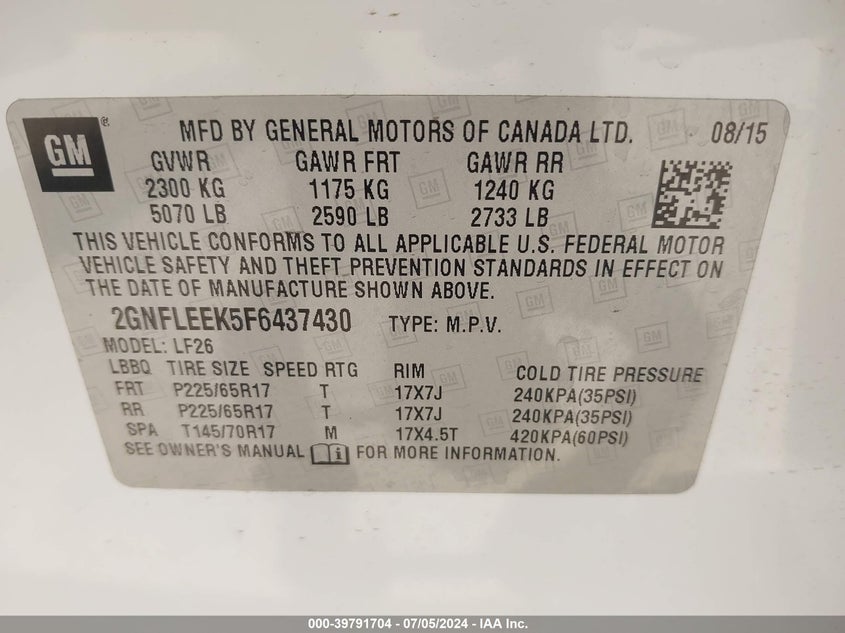 GM ® MFD BY GENERAL MOTORS OF CANADA LTD. 08/15
GVWR GAWR FRT GAWR RR
2300 KG 1175 KG 1240 KG
5070 LB 2590 LB 2733 LB
THIS VEHICLE CONFORMS TO ALL APPLICABLE U.S. FEDERAL MOTOR
VEHICLE SAFETY AND THEFT PREVENTION STANDARDS IN EFFECT ON
THE DATE OF MANUFACTURE SHOWN ABOVE.
2GNFLEEK5F6437430 TYPE: M.P.V.
MODEL: LF26
LBBQ TIRE SIZE SPEED RTG RIM COLD TIRE PRESSURE
FRT P225/65R17 T 17X7J 240KPA(35PSI)
RR P225/65R17 T 17X7J 240KPA(35PSI)
SPA T145/70R17 M 17X4.5T 420KPA(60PSI)
SEE OWNER'S MANUAL i FOR MORE INFORMATION.
000-39791704 - 07/05/2024 - IAA Inc.